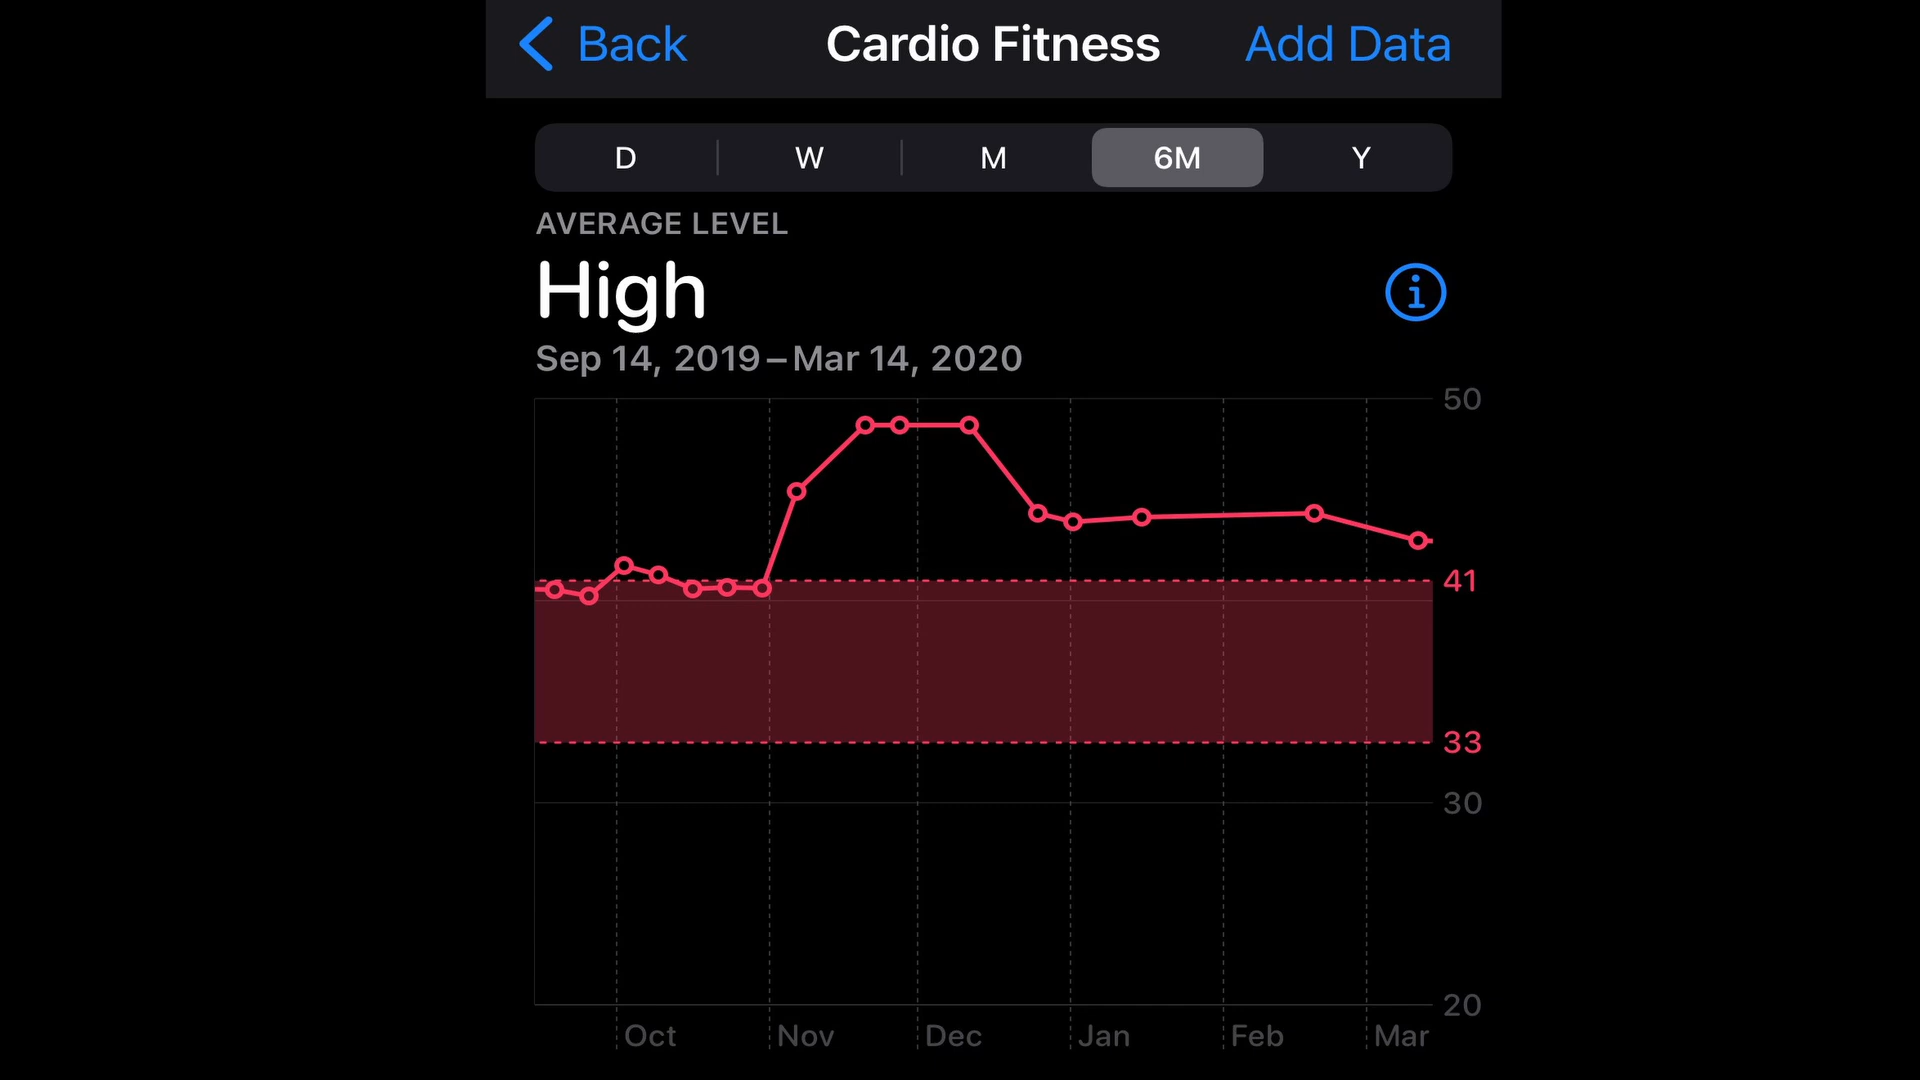 Back Cardio Fitness Add Data
D W M 6M Y
AVERAGE LEVEL
High
Sep 14, 2019–Mar 14, 2020
50
41
33
30
20
Oct Nov Dec Jan Feb Mar